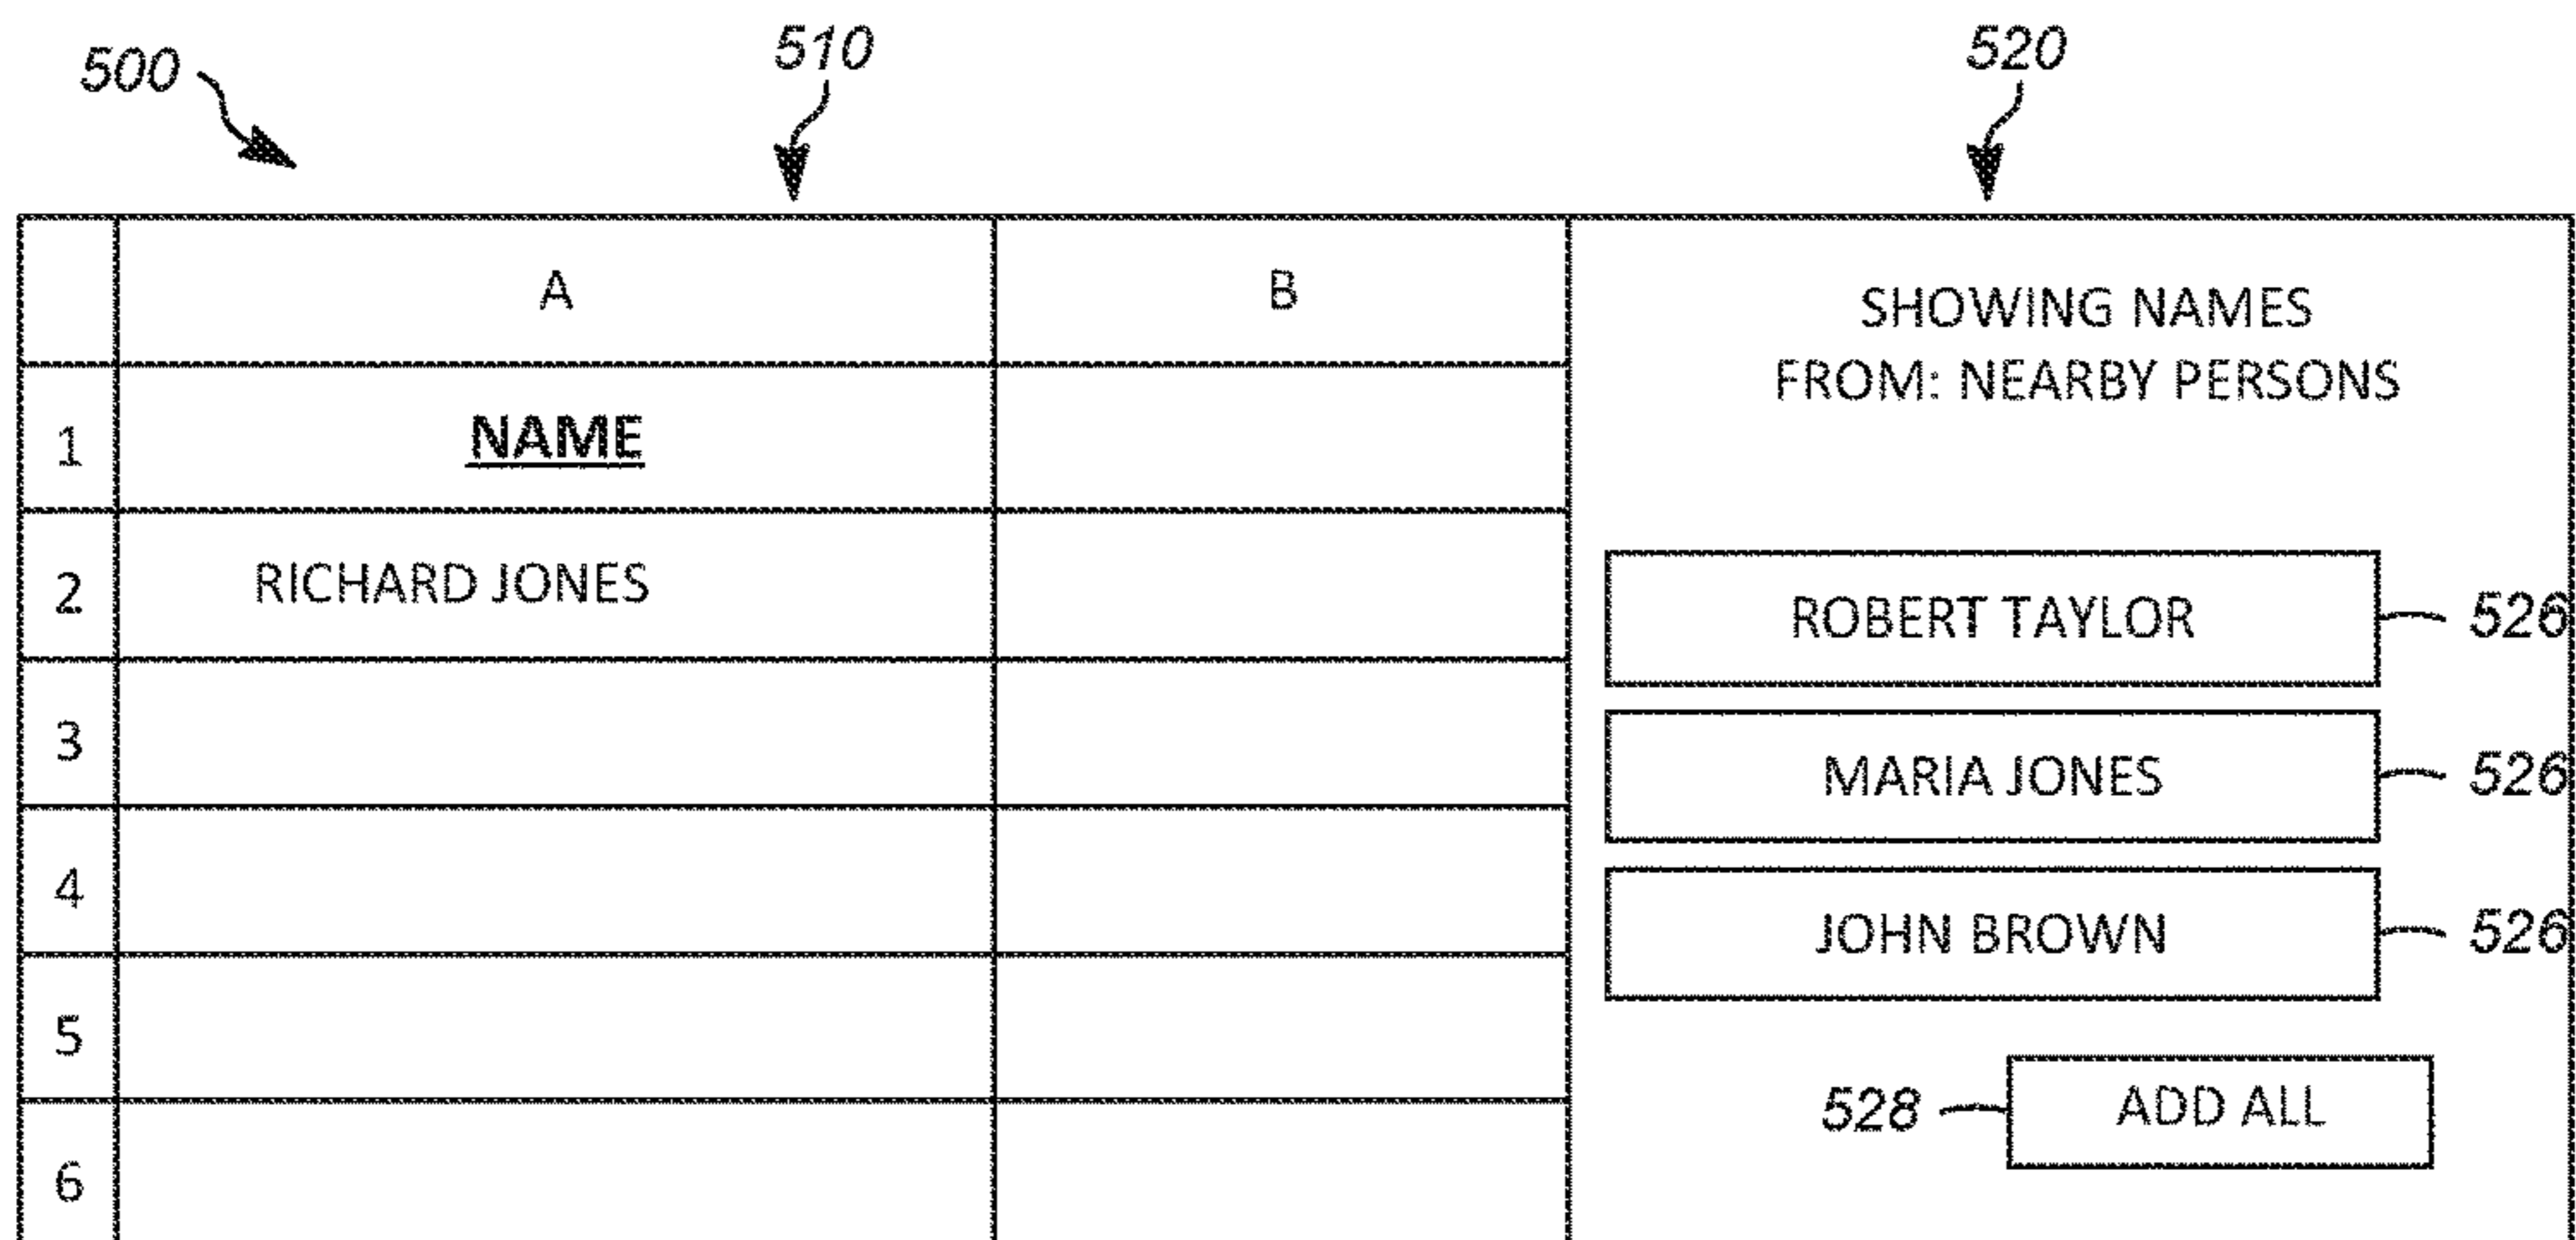 500
510
520
A
B
SHOWING NAMES
FROM: NEARBY PERSONS
1
NAME
2
RICHARD JONES
ROBERT TAYLOR
526
3
MARIA JONES
526
4
JOHN BROWN
526
5
528
ADD ALL
6